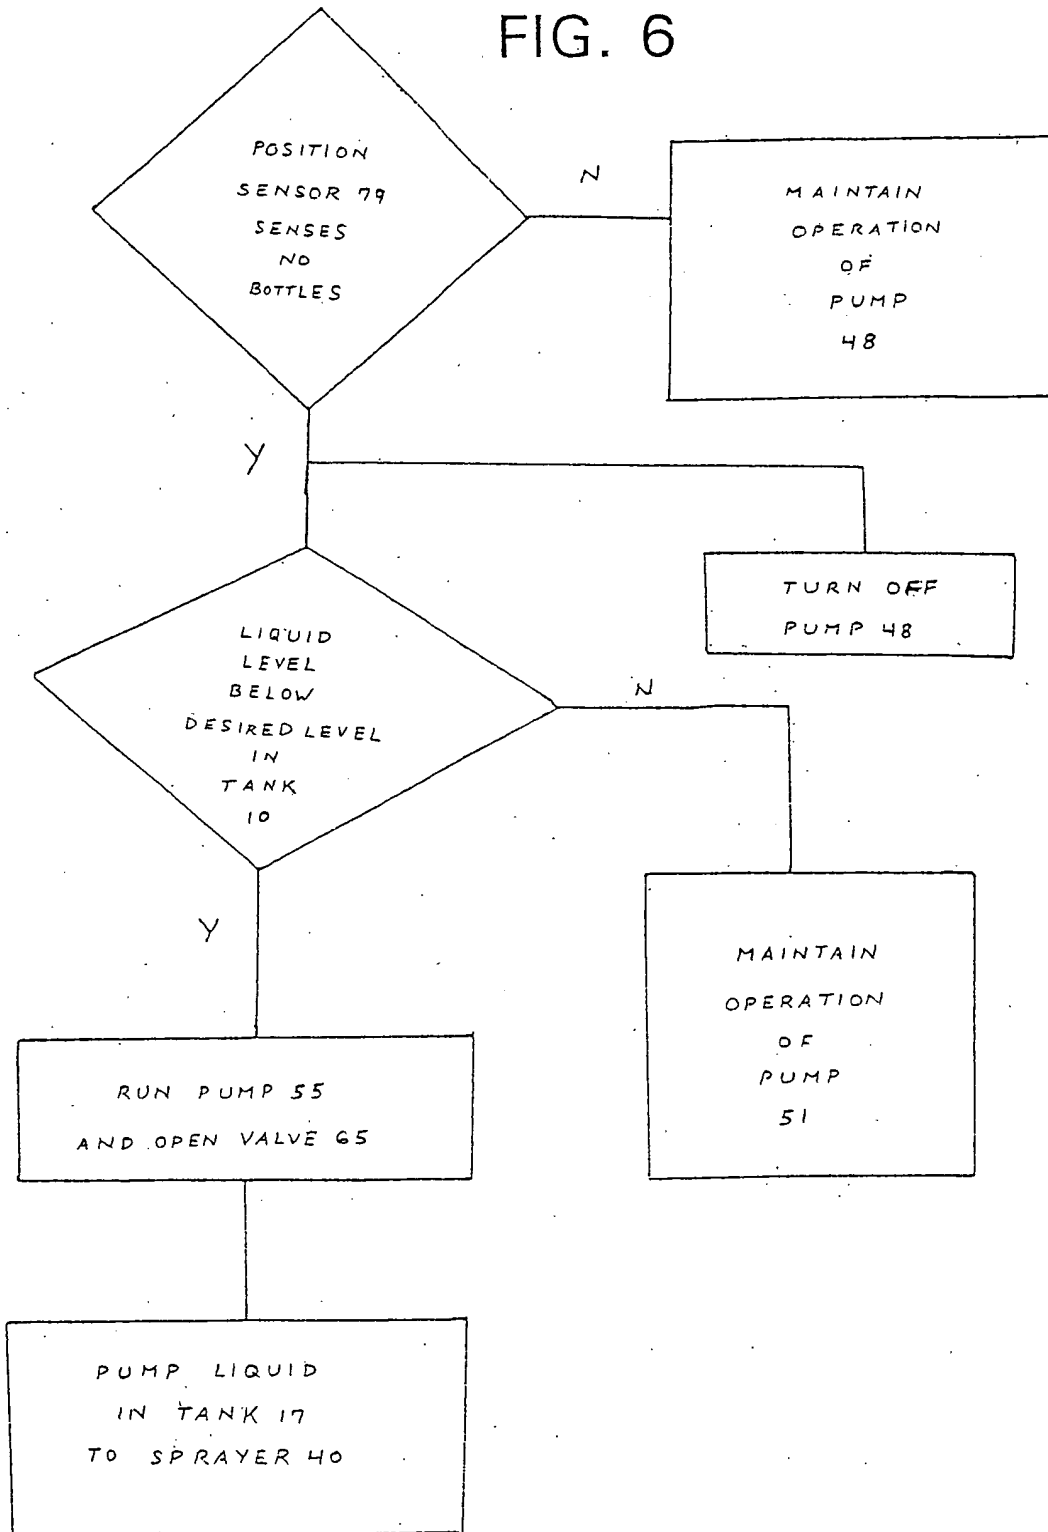 FIG. 6
POSITION
SENSOR 79
SENSES
NO
BOTTLES
N
MAINTAIN
OPERATION
OF
PUMP
48
Y
TURN OFF
PUMP 48
LIQUID
LEVEL
BELOW
DESIRED LEVEL
IN
TANK
10
N
MAINTAIN
OPERATION
OF
PUMP
51
Y
RUN PUMP 55
AND OPEN VALVE 65
PUMP LIQUID
IN TANK 17
TO SPRAYER 40